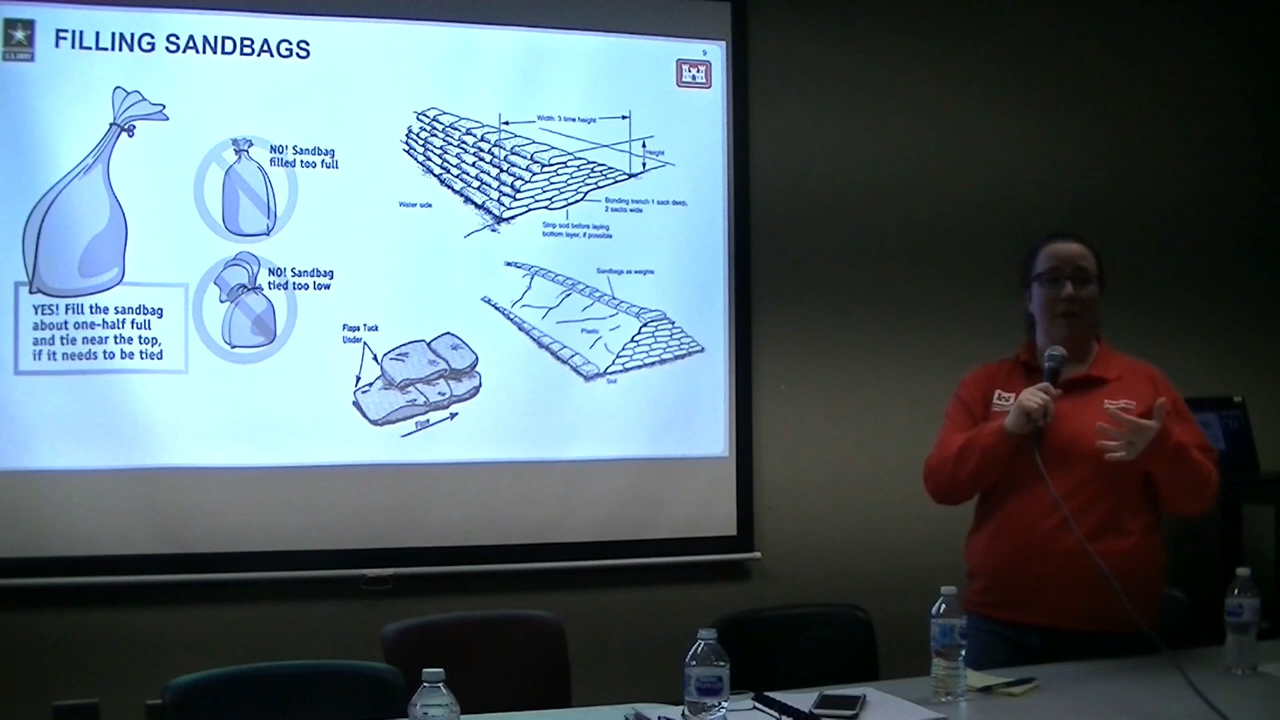 FILLING SANDBAGS
9
U.S. ARMY
YES! Fill the sandbag
about one-half full
and tie near the top,
if it needs to be tied
NO! Sandbag
filled too full
NO! Sandbag
tied too low
Flaps Tuck
Under
Flow
Width: 3 time height
Height
Water side
Bonding trench 1 sack deep,
2 sacks wide
Strip sod before laying
bottom layer, if possible
Sandbags as weights
Plastic